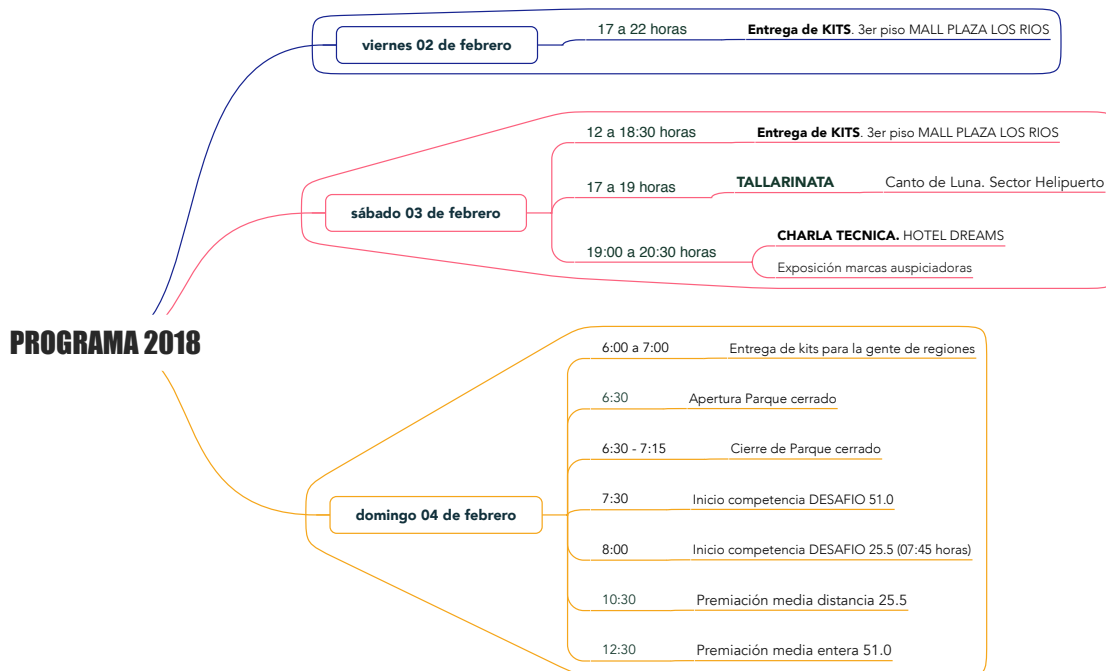 PROGRAMA 2018
viernes 02 de febrero
17 a 22 horas
Entrega de KITS. 3er piso MALL PLAZA LOS RIOS
sábado 03 de febrero
12 a 18:30 horas
Entrega de KITS. 3er piso MALL PLAZA LOS RIOS
17 a 19 horas
TALLARINATA
Canto de Luna. Sector Helipuerto
19:00 a 20:30 horas
CHARLA TECNICA. HOTEL DREAMS
Exposición marcas auspiciadoras
domingo 04 de febrero
6:00 a 7:00
Entrega de kits para la gente de regiones
6:30
Apertura Parque cerrado
6:30 - 7:15
Cierre de Parque cerrado
7:30
Inicio competencia DESAFIO 51.0
8:00
Inicio competencia DESAFIO 25.5 (07:45 horas)
10:30
Premiación media distancia 25.5
12:30
Premiación media entera 51.0